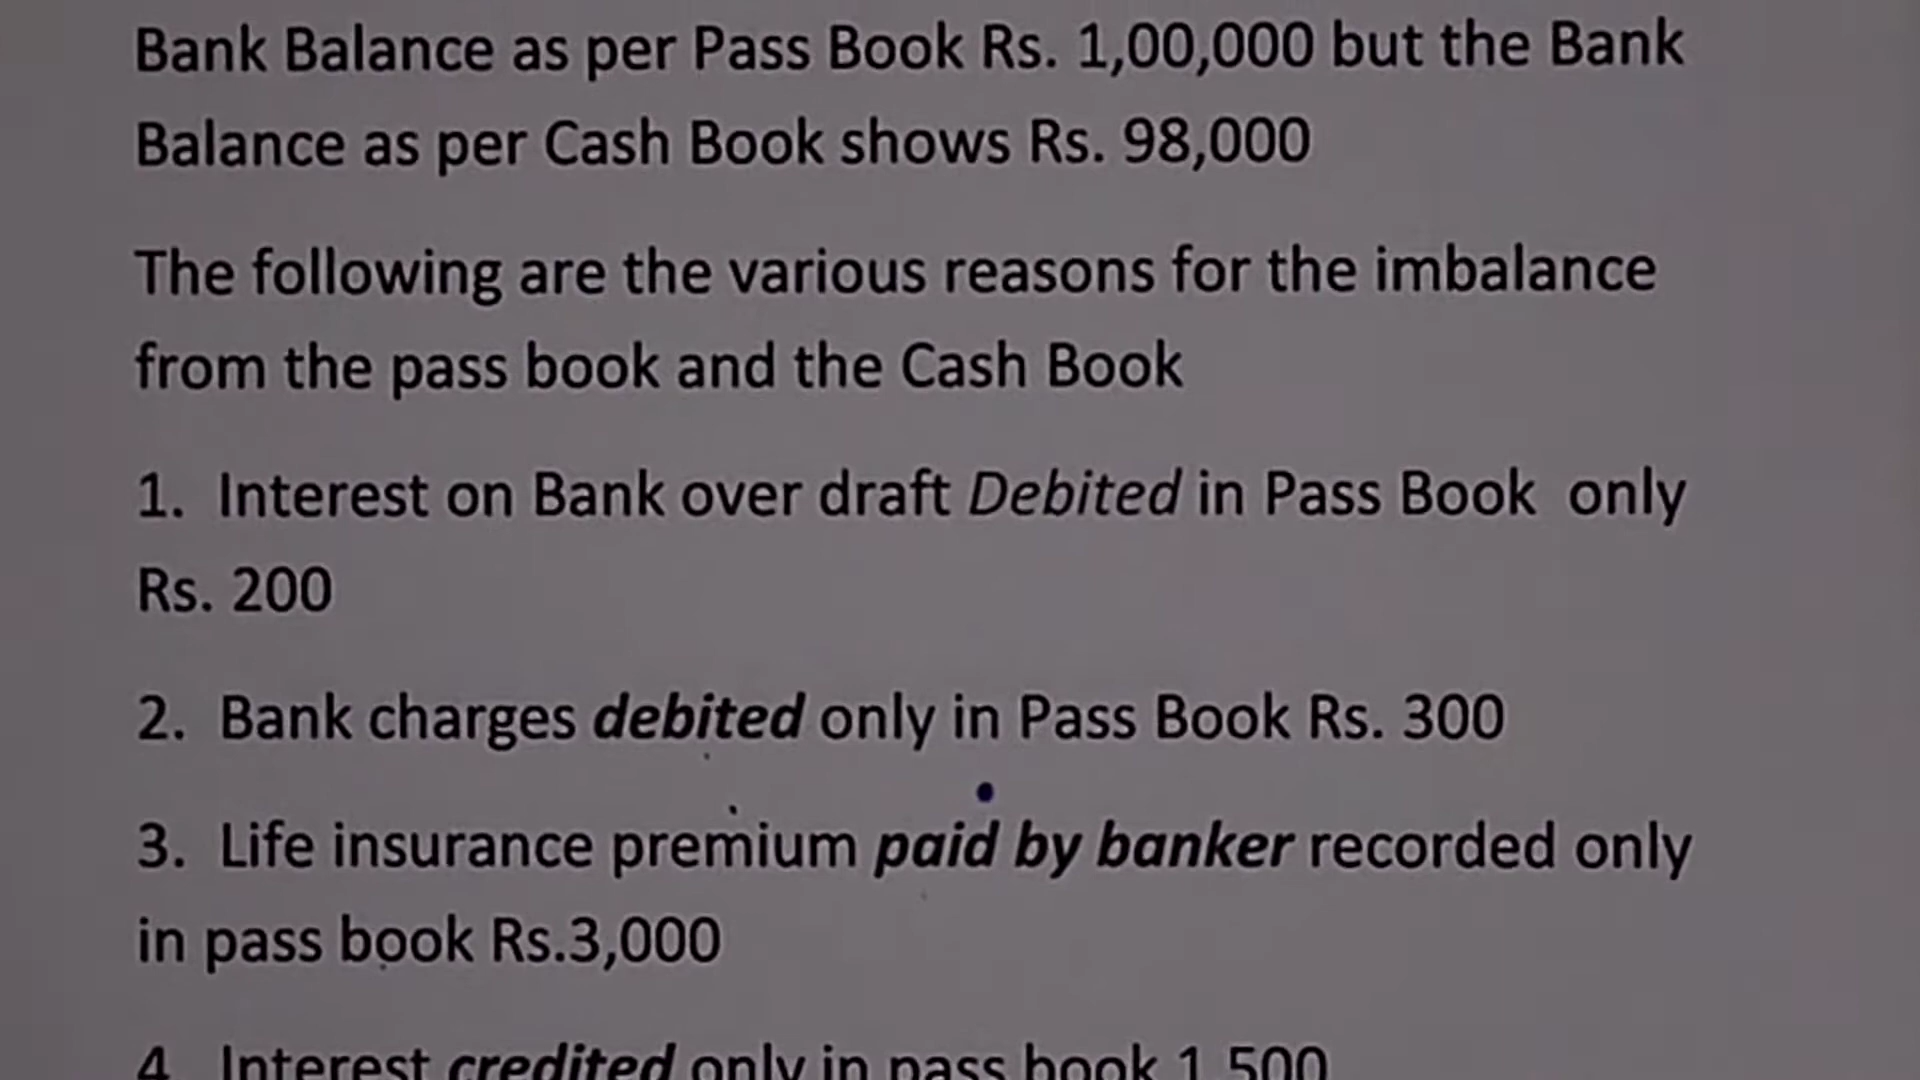 Bank Balance as per Pass Book Rs. 1,00,000 but the Bank
Balance as per Cash Book shows Rs. 98,000
The following are the various reasons for the imbalance
from the pass book and the Cash Book
1. Interest on Bank over draft Debited in Pass Book only
Rs. 200
2. Bank charges debited only in Pass Book Rs. 300
3. Life insurance premium paid by banker recorded only
in pass book Rs.3,000
4. Interest credited only in pass book 1,500